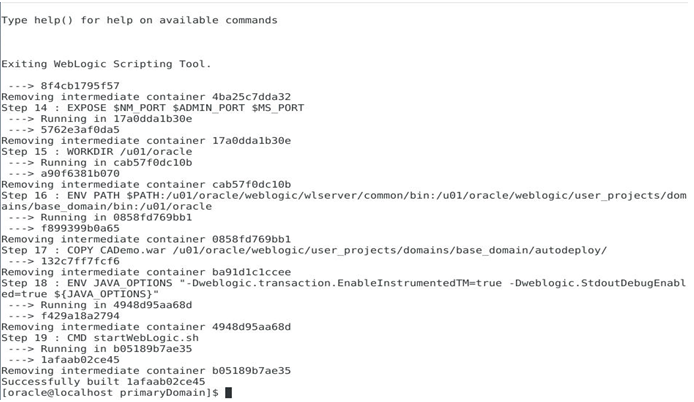 Type help() for help on available commands
Exiting WebLogic Scripting Tool.
---> 8f4cb1795f57
Removing intermediate container 4ba25c7dda32
Step 14 : EXPOSE $NM_PORT $ADMIN_PORT $MS_PORT
---> Running in 17a0dda1b30e
---> 5762e3af0da5
Removing intermediate container 17a0dda1b30e
Step 15 : WORKDIR /u01/oracle
---> Running in cab57f0dc10b
---> a90f6381b070
Removing intermediate container cab57f0dc10b
Step 16 : ENV PATH $PATH:/u01/oracle/wlserver/common/bin:/u01/oracle/weblogic/user_projects/dom
ains/base_domain/bin:/u01/oracle
---> Running in 0858fd769bb1
---> f899399b0a65
Removing intermediate container 0858fd769bb1
Step 17 : COPY CADemo.war /u01/oracle/weblogic/user_projects/domains/base_domain/autodeploy/
---> 132c7ff7fcf6
Removing intermediate container ba91d1c1ccee
Step 18 : ENV JAVA_OPTIONS "-Dweblogic.transaction.EnableInstrumentedTM=true -Dweblogic.StdoutDebugEnabl
ed=true ${JAVA_OPTIONS}"
---> Running in 4948d95aa68d
---> f429a18a2794
Removing intermediate container 4948d95aa68d
Step 19 : CMD startWebLogic.sh
---> Running in b05189b7ae35
---> 1afaab02ce45
Removing intermediate container b05189b7ae35
Successfully built 1afaab02ce45
[oracle@localhost primaryDomain]$